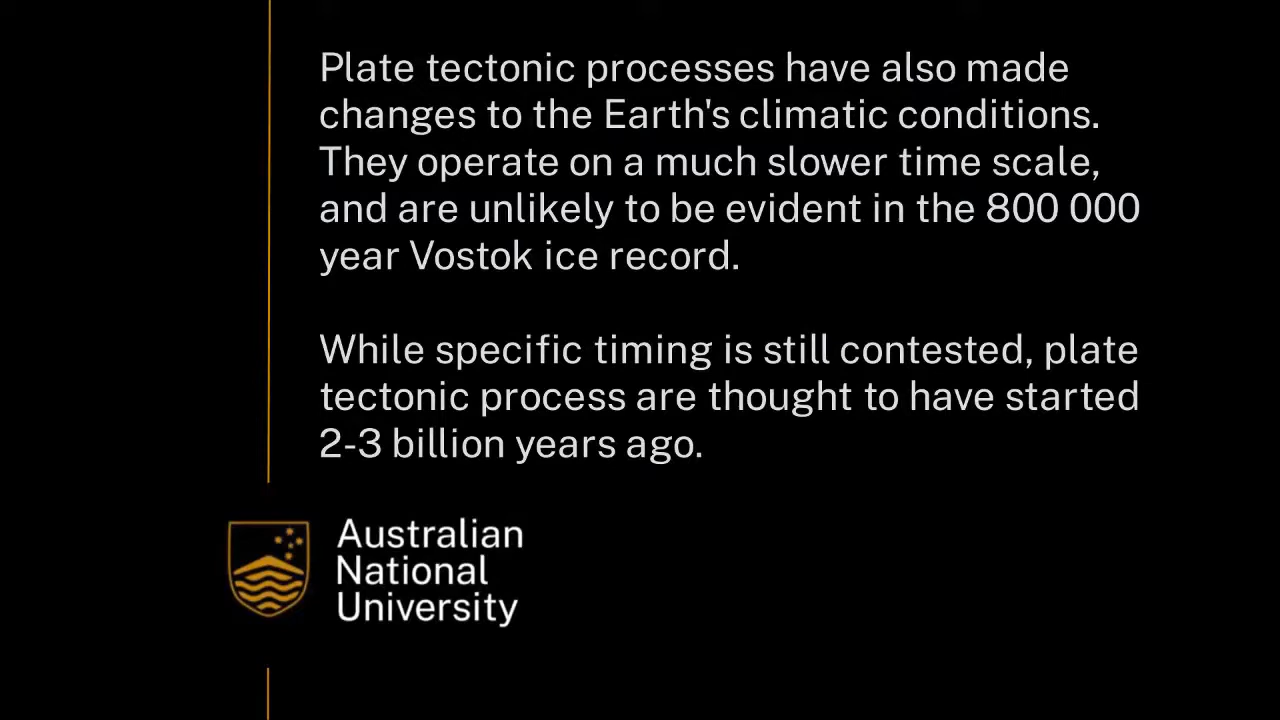 Plate tectonic processes have also made
changes to the Earth's climatic conditions.
They operate on a much slower time scale,
and are unlikely to be evident in the 800 000
year Vostok ice record.
While specific timing is still contested, plate
tectonic process are thought to have started
2-3 billion years ago.
Australian
National
University